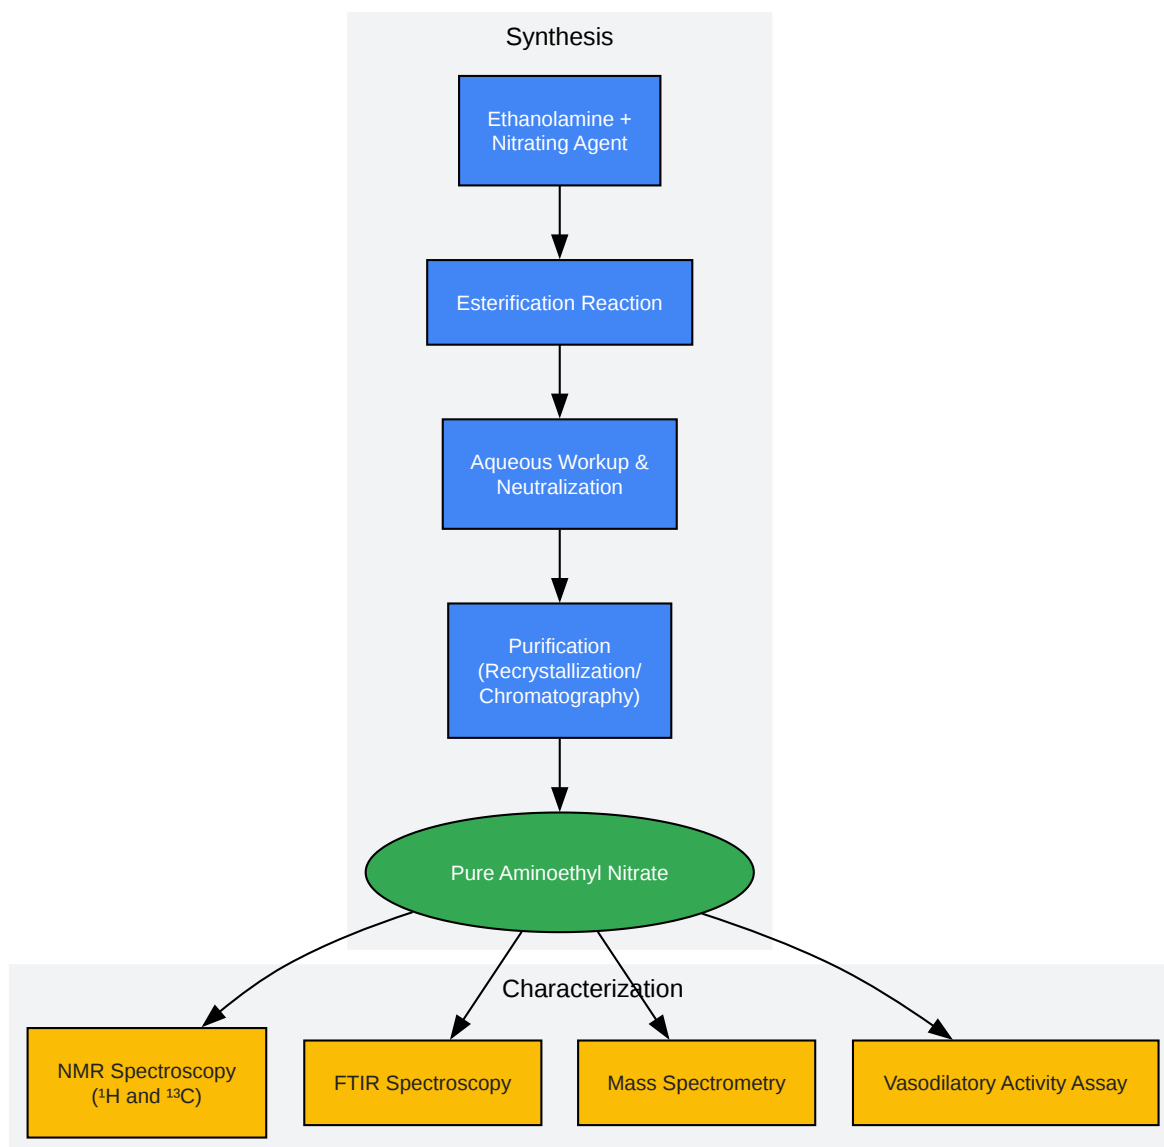 Synthesis
Ethanolamine +
Nitrating Agent
Esterification Reaction
Aqueous Workup &
Neutralization
Purification
(Recrystallization/
Chromatography)
Pure Aminoethyl Nitrate
Characterization
NMR Spectroscopy
(¹H and ¹³C)
FTIR Spectroscopy
Mass Spectrometry
Vasodilatory Activity Assay